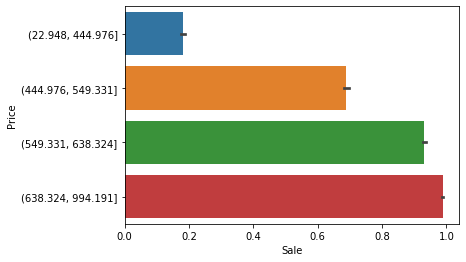 (22.948, 444.976]
(444.976, 549.331]
(549.331, 638.324]
(638.324, 994.191]
Price
0.0 0.2 0.4 0.6 0.8 1.0
Sale